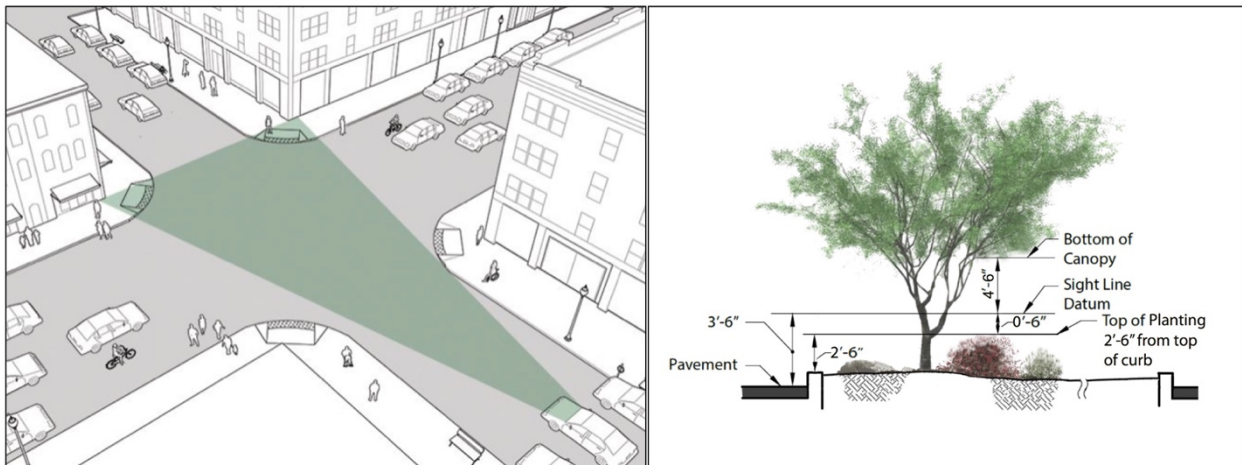 Bottom of
Canopy
4'-6"
Sight Line
Datum
3'-6"
0'-6"
Top of Planting
2'-6" from top
of curb
2'-6"
Pavement